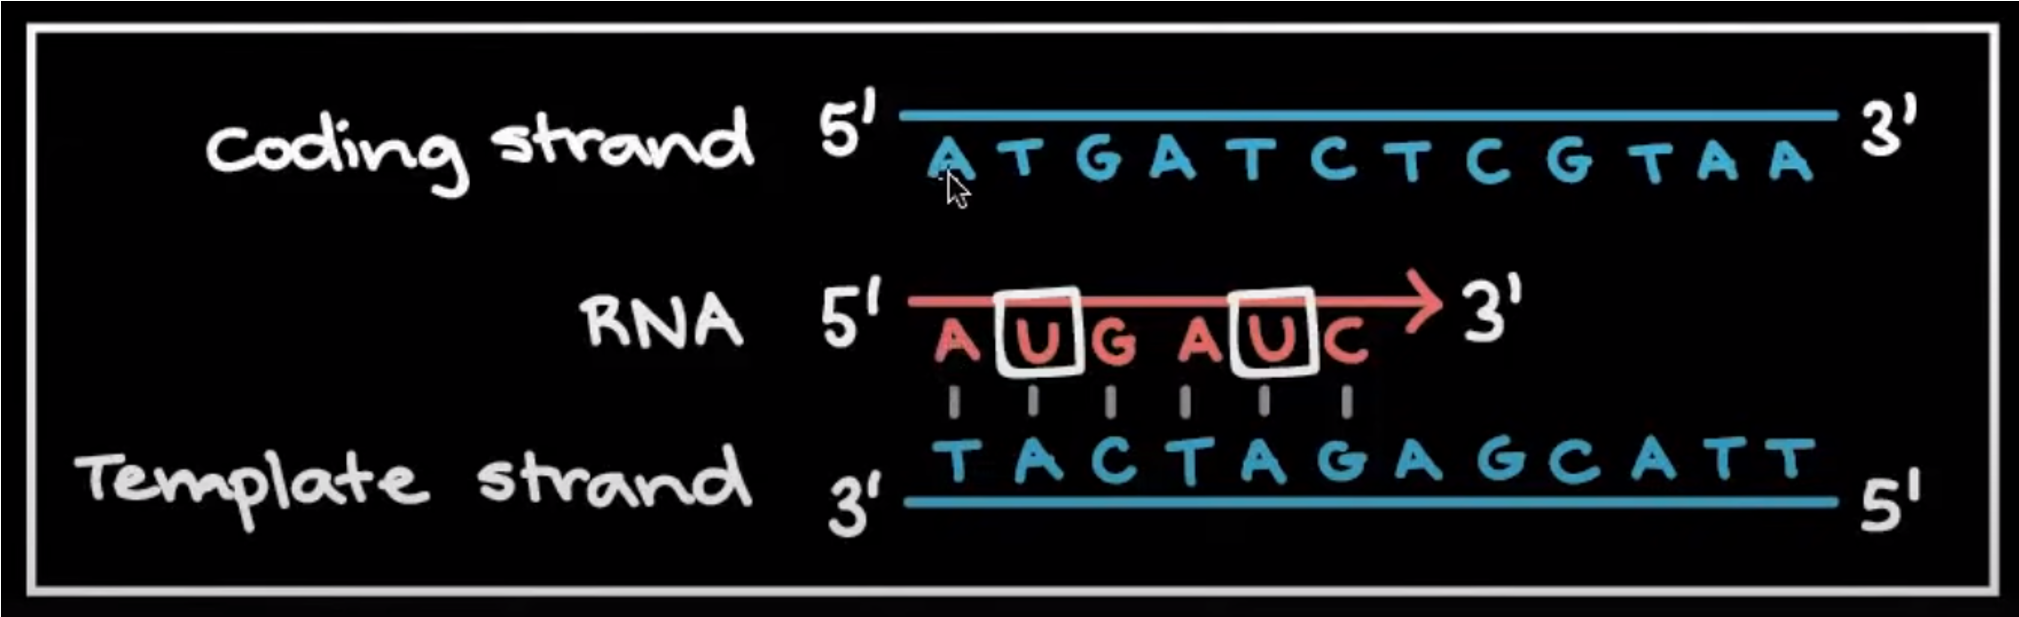 Coding strand 5' A T G A T C T C G T A A 3'
RNA 5' A U G A U C 3'
Template strand 3' T A C T A G A G C A T T 5'